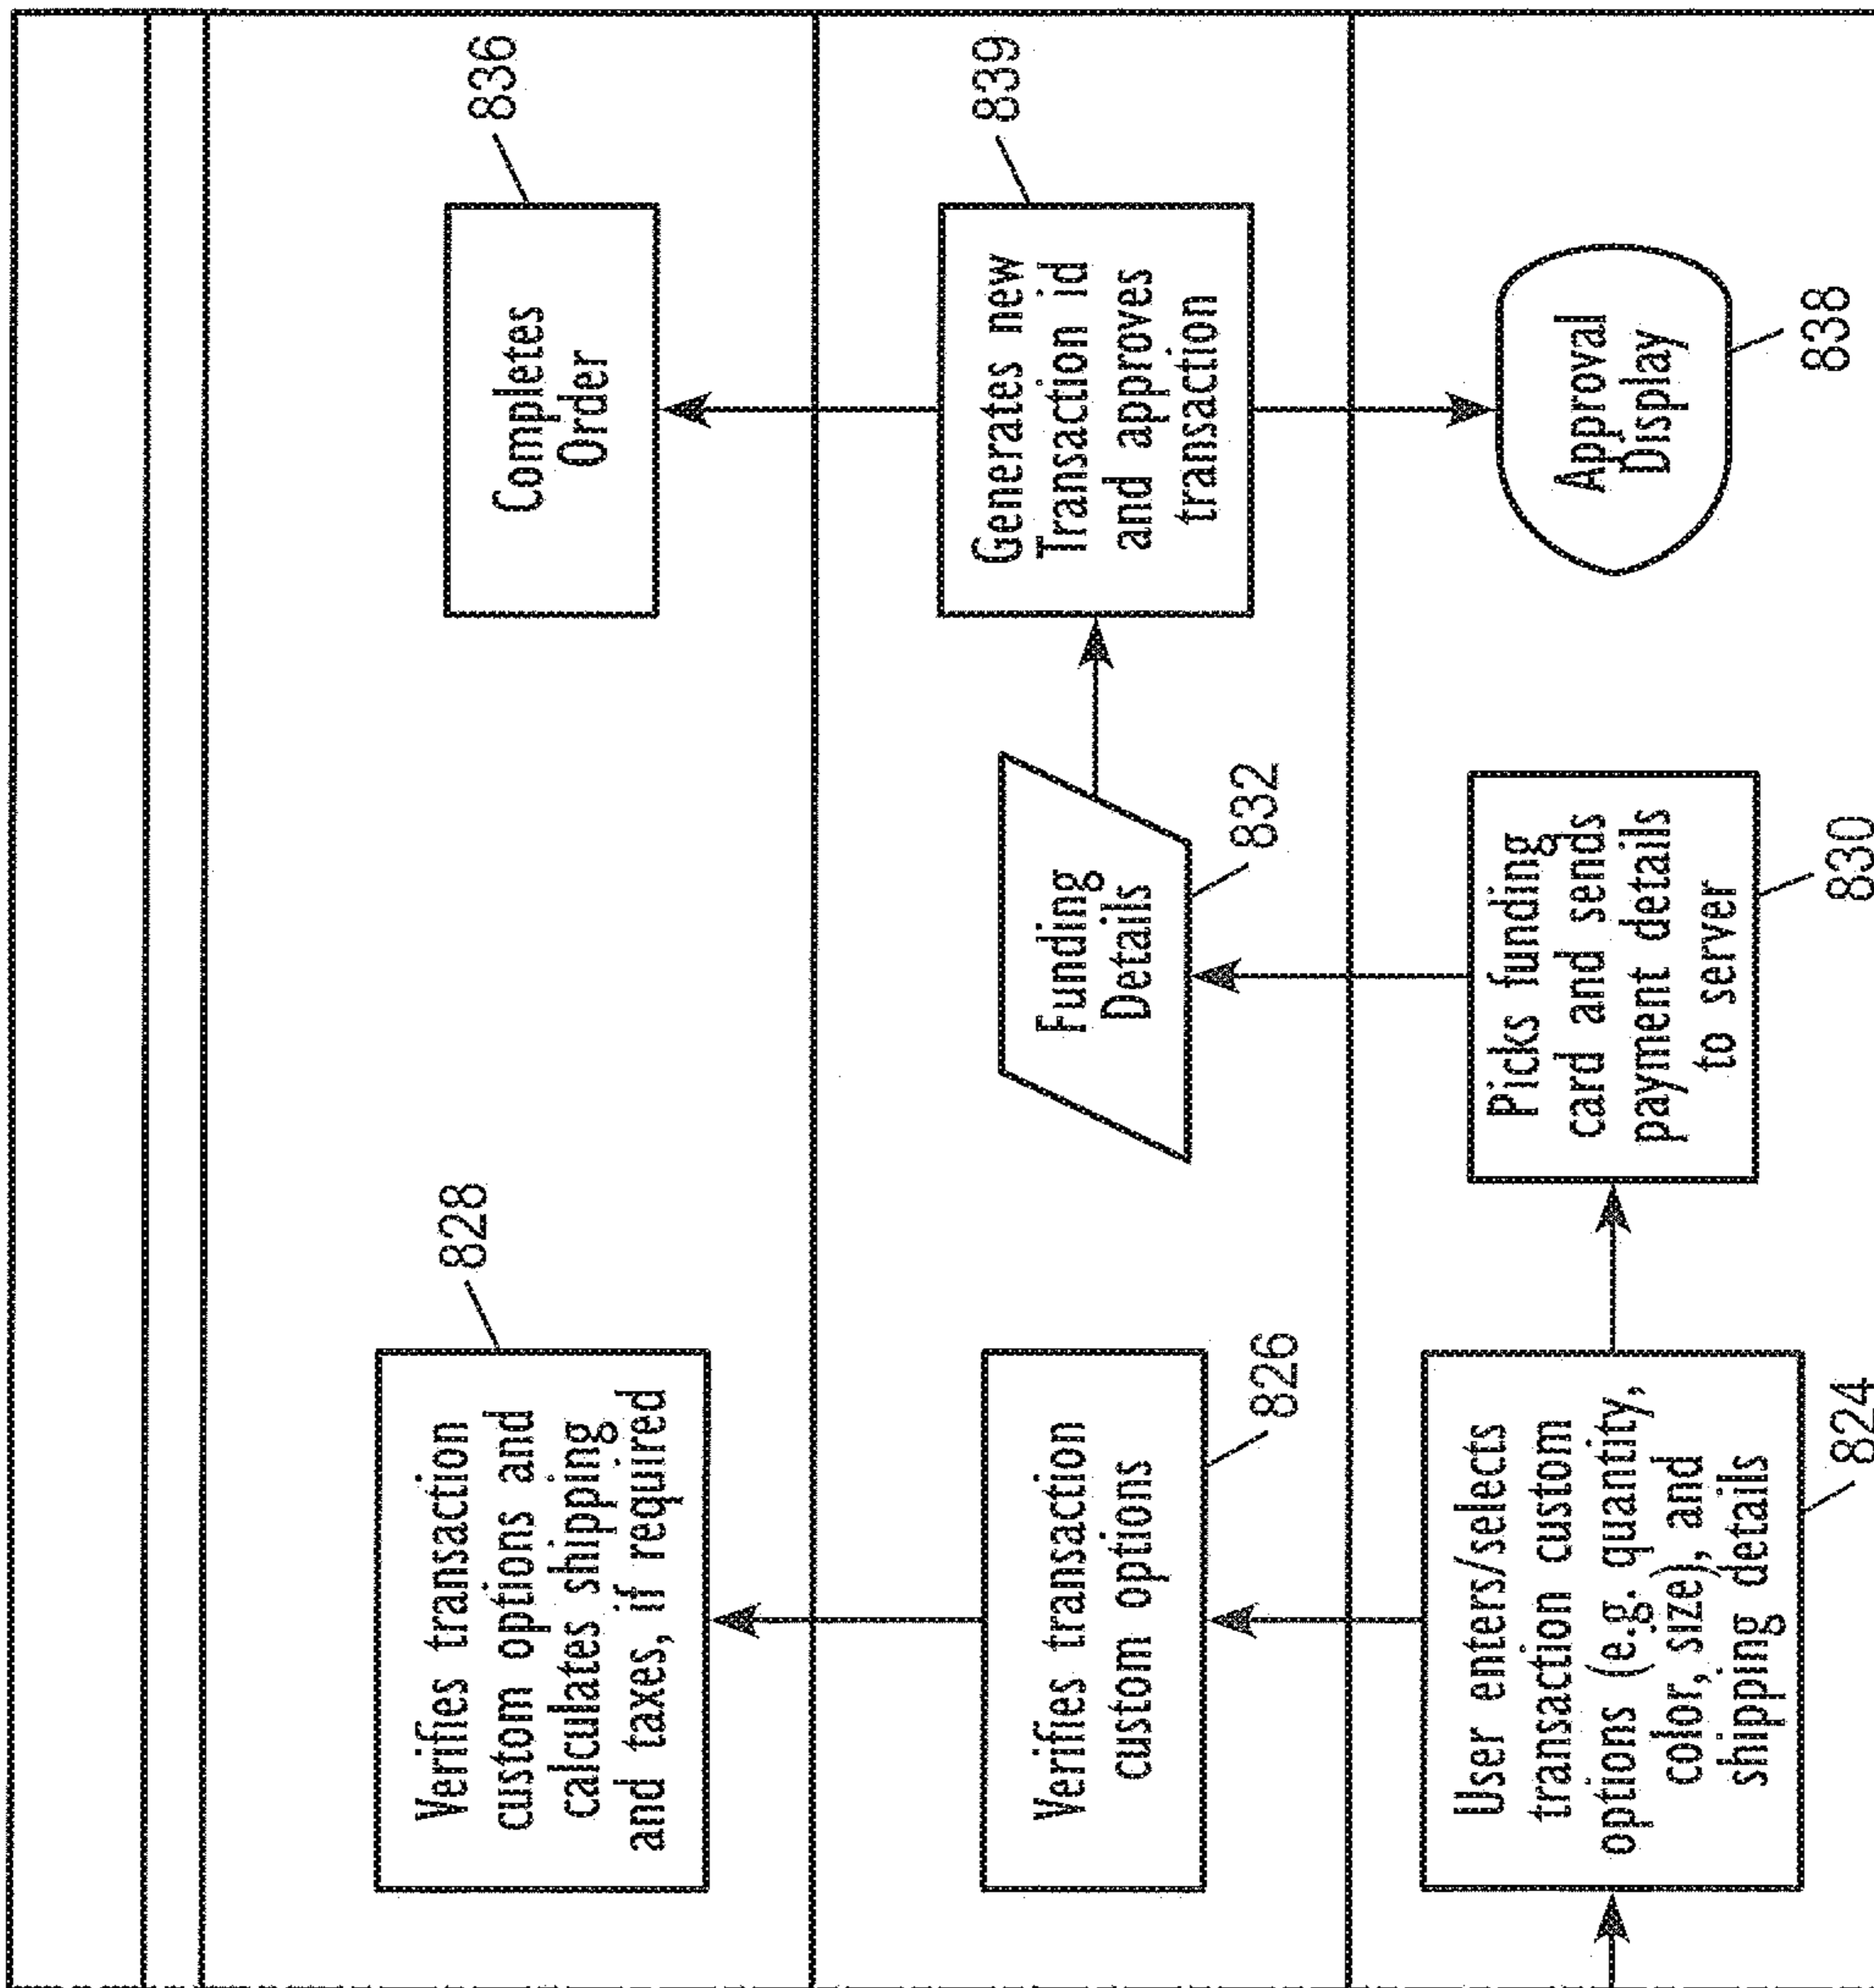 Verifies transaction
custom options and
calculates shipping
and taxes, if required
828
Completes
Order
836
Verifies transaction
custom options
826
Funding
Details
832
Generates new
Transaction id
and approves
transaction
839
User enters/selects
transaction custom
options (e.g. quantity,
color, size), and
shipping details
824
Picks funding
card and sends
payment details
to server
830
Approval
Display
838